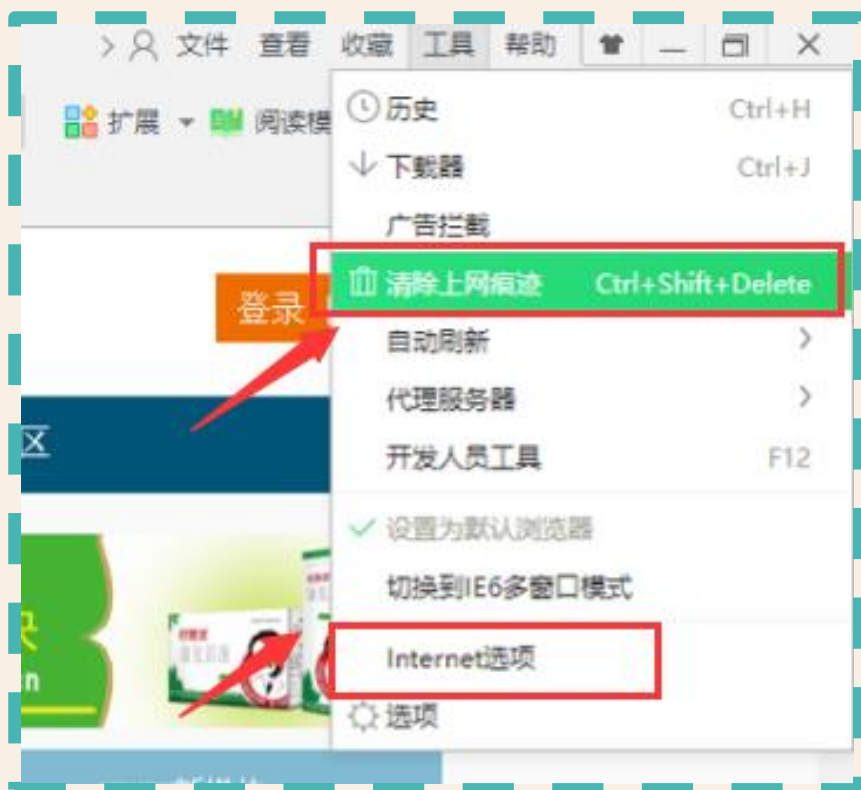 文件 查看 收藏 工具 帮助
扩展 阅读模
历史 Ctrl+H
下载器 Ctrl+J
广告拦截
清除上网痕迹 Ctrl+Shift+Delete
登录
自动刷新
代理服务器
区
开发人员工具 F12
设置为默认浏览器
切换到IE6多窗口模式
Internet选项
n
选项